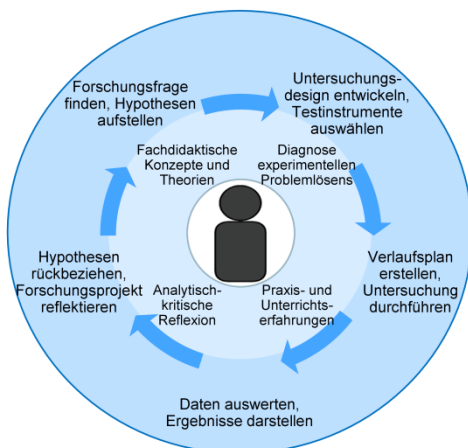 Forschungsfrage
finden, Hypothesen
aufstellen
Untersuchungs-
design entwickeln,
Testinstrumente
auswählen
Fachdidaktische
Konzepte und
Theorien
Diagnose
experimentellen
Problemlösens
Hypothesen
rückbeziehen,
Forschungsprojekt
reflektieren
Analytisch-
kritische
Reflexion
Praxis- und
Unterrichts-
erfahrungen
Verlaufsplan
erstellen,
Untersuchung
durchführen
Daten auswerten,
Ergebnisse darstellen